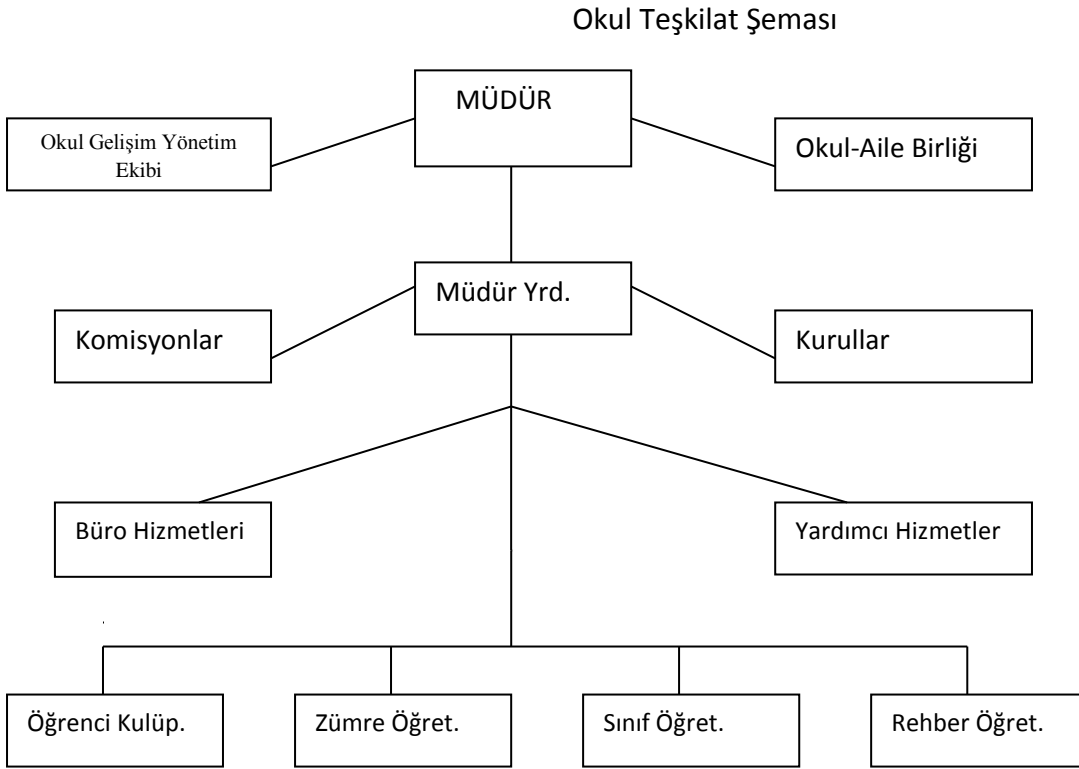 Okul Teşkilat Şeması
MÜDÜR
Okul Gelişim Yönetim
Ekibi
Okul-Aile Birliği
Müdür Yrd.
Komisyonlar
Kurullar
Büro Hizmetleri
Yardımcı Hizmetler
Öğrenci Kulüp.
Zümre Öğret.
Sınıf Öğret.
Rehber Öğret.